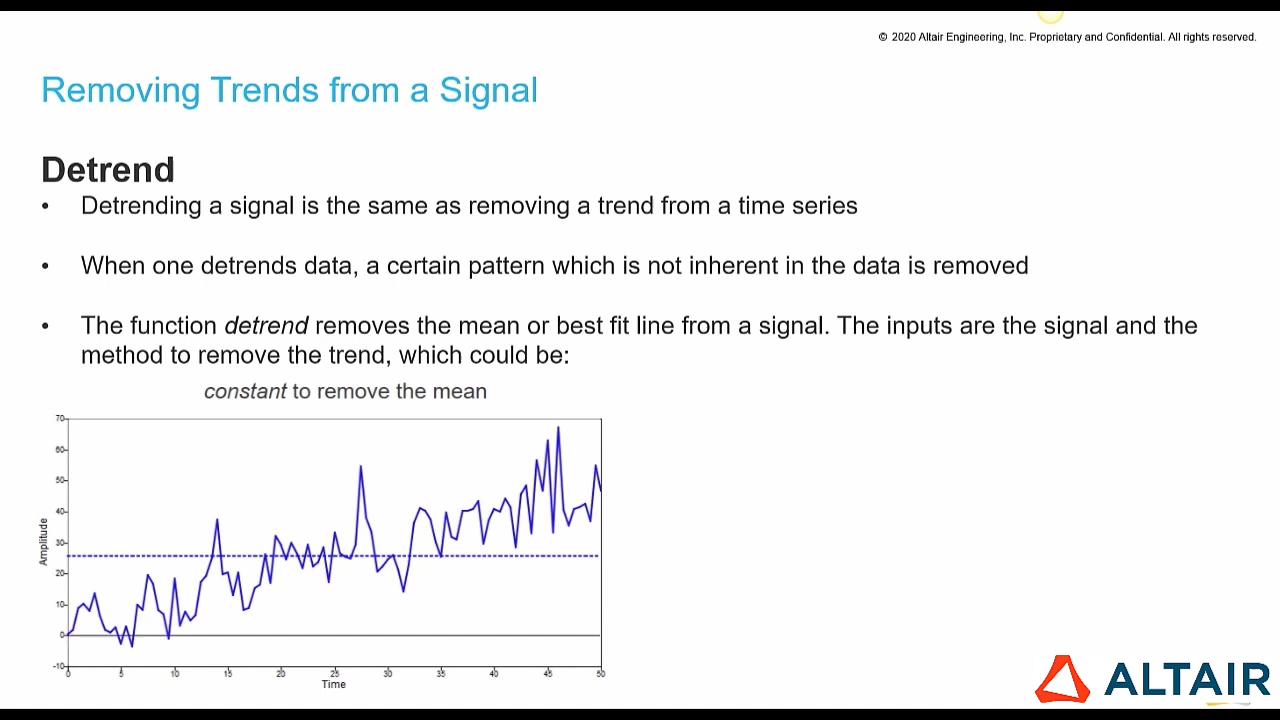 © 2020 Altair Engineering, Inc. Proprietary and Confidential. All rights reserved.
Removing Trends from a Signal
Detrend
• Detrending a signal is the same as removing a trend from a time series
• When one detrends data, a certain pattern which is not inherent in the data is removed
• The function detrend removes the mean or best fit line from a signal. The inputs are the signal and the
method to remove the trend, which could be:
constant to remove the mean
70
60
50
40
30
20
10
0
-10
Amplitude
0 5 10 15 20 25 30 35 40 45 50
Time
ALTAIR